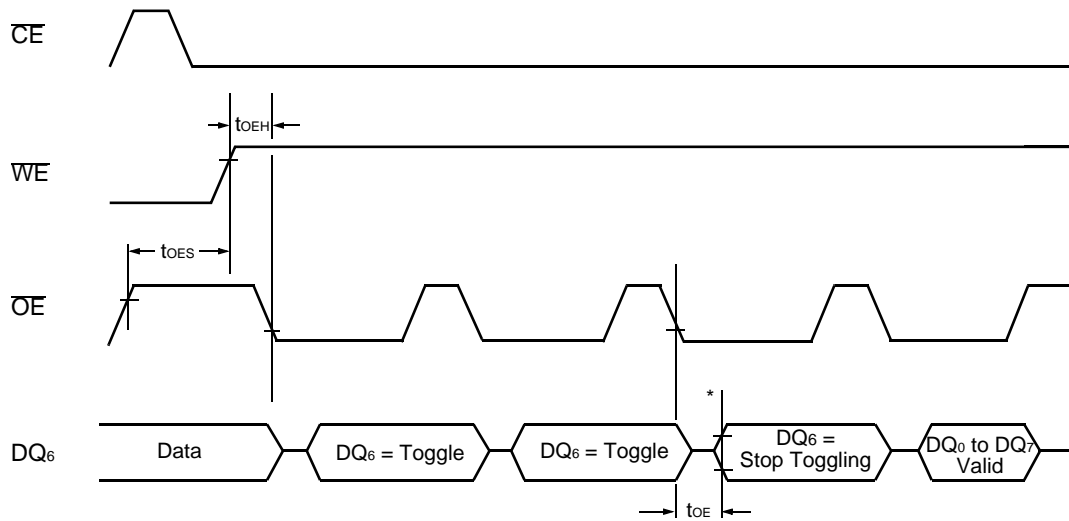 CE
tOEH
WE
tOES
OE
*
DQ6
Data
DQ6 = Toggle
DQ6 = Toggle
DQ6 =
Stop Toggling
DQ0 to DQ7
Valid
tOE